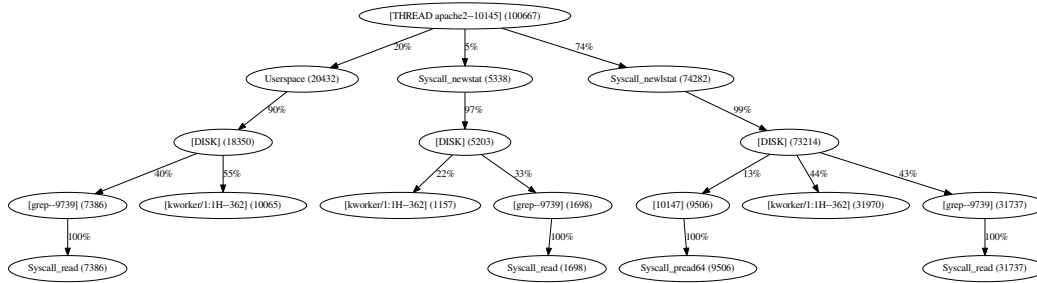 [THREAD apache2--10145] (100667)
20% 5% 74%
Userspace (20432) Syscall_newstat (5338) Syscall_newlstat (74282)
90% 97% 99%
[DISK] (18350) [DISK] (5203) [DISK] (73214)
40% 55% 22% 33% 13% 44% 43%
[grep--9739] (7386) [kworker/1:1H--362] (10065) [kworker/1:1H--362] (1157) [grep--9739] (1698) [10147] (9506) [kworker/1:1H--362] (31970) [grep--9739] (31737)
100% 100% 100% 100%
Syscall_read (7386) Syscall_read (1698) Syscall_pread64 (9506) Syscall_read (31737)